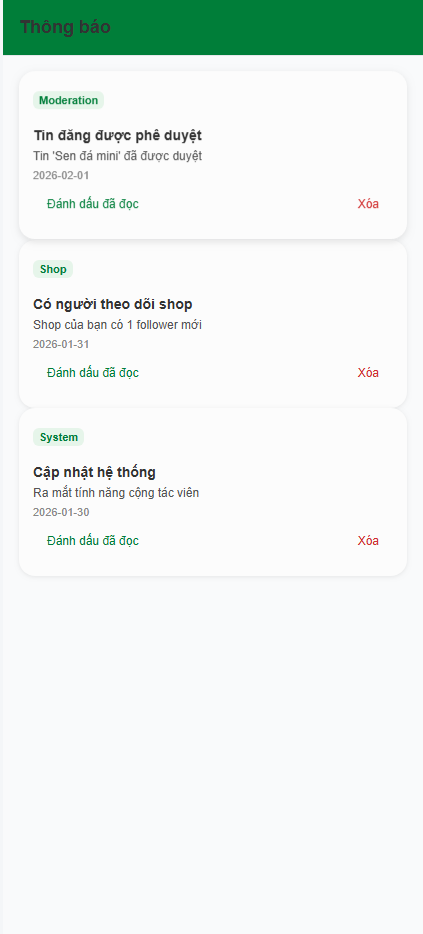 Thông báo
Moderation
Tin đăng được phê duyệt
Tin 'Sen đá mini' đã được duyệt
2026-02-01
Đánh dấu đã đọc Xóa
Shop
Có người theo dõi shop
Shop của bạn có 1 follower mới
2026-01-31
Đánh dấu đã đọc Xóa
System
Cập nhật hệ thống
Ra mắt tính năng cộng tác viên
2026-01-30
Đánh dấu đã đọc Xóa